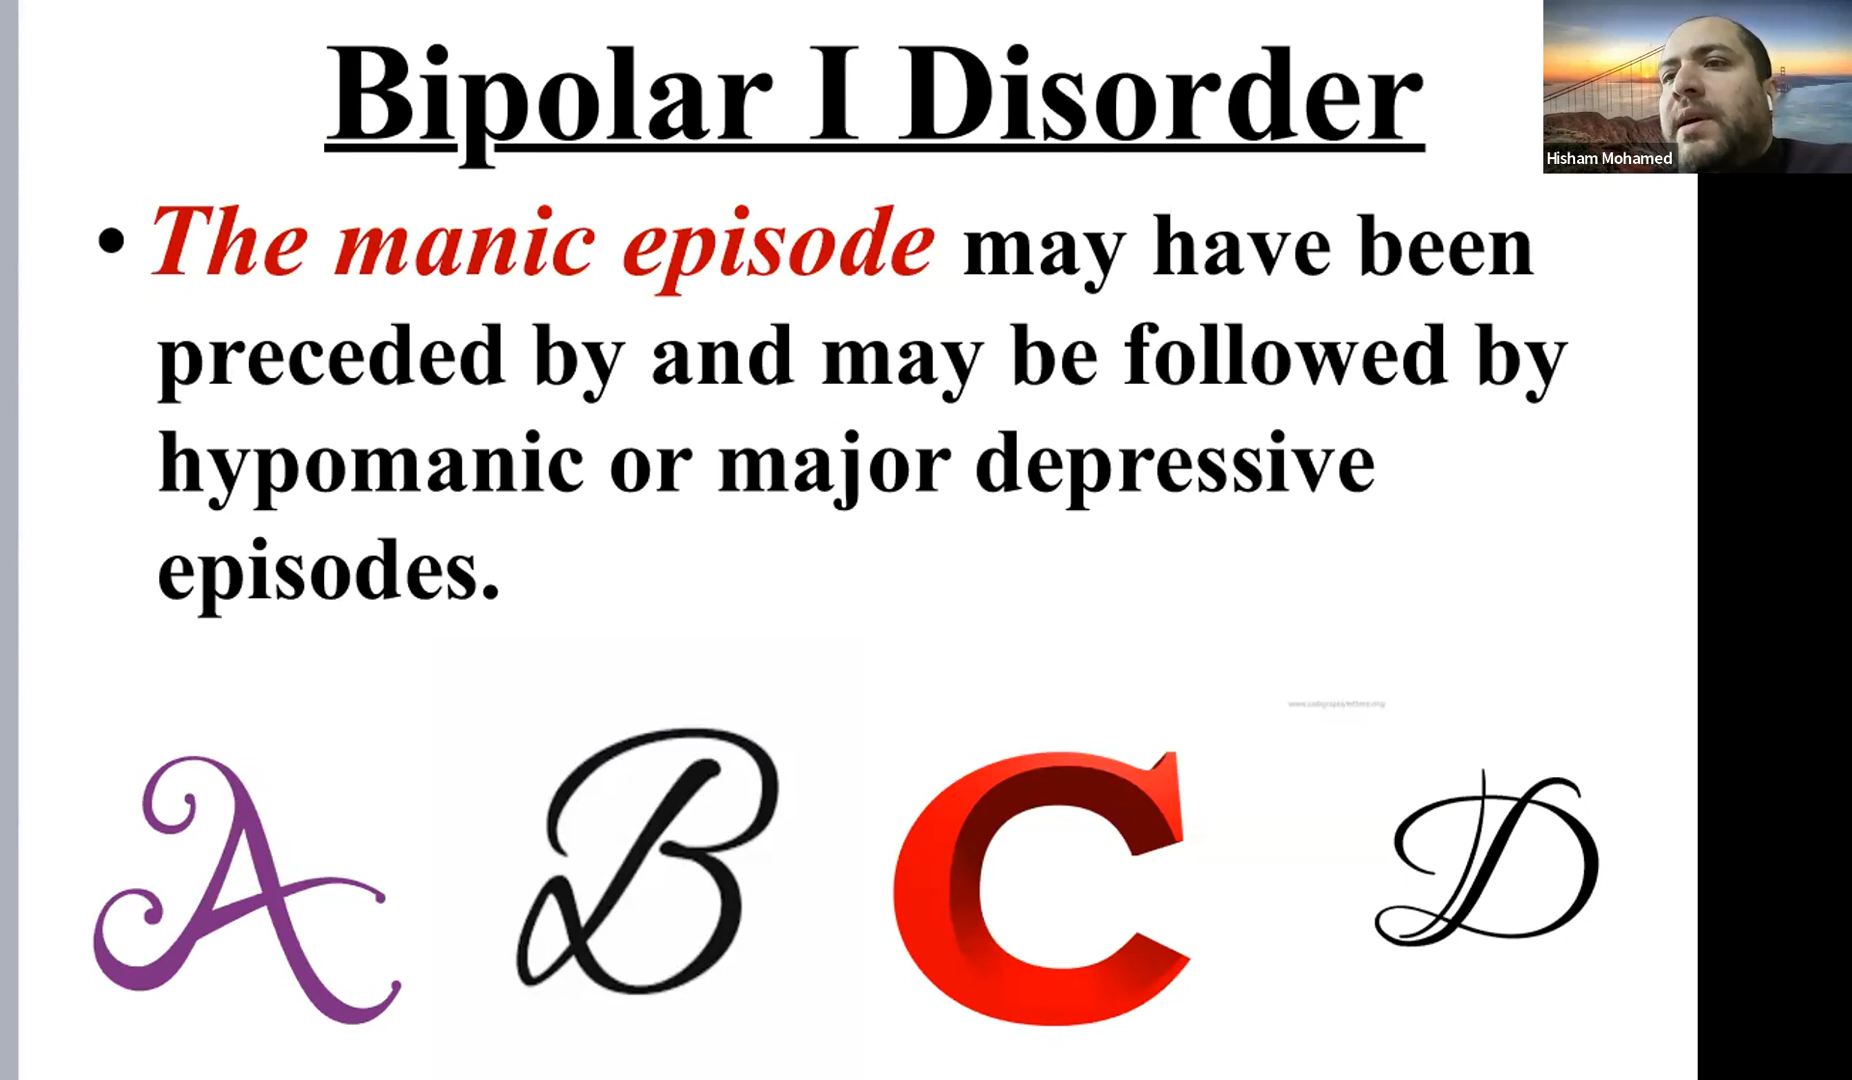 Bipolar I Disorder
Hisham Mohamed
• The manic episode may have been
preceded by and may be followed by
hypomanic or major depressive
episodes.
A B C D